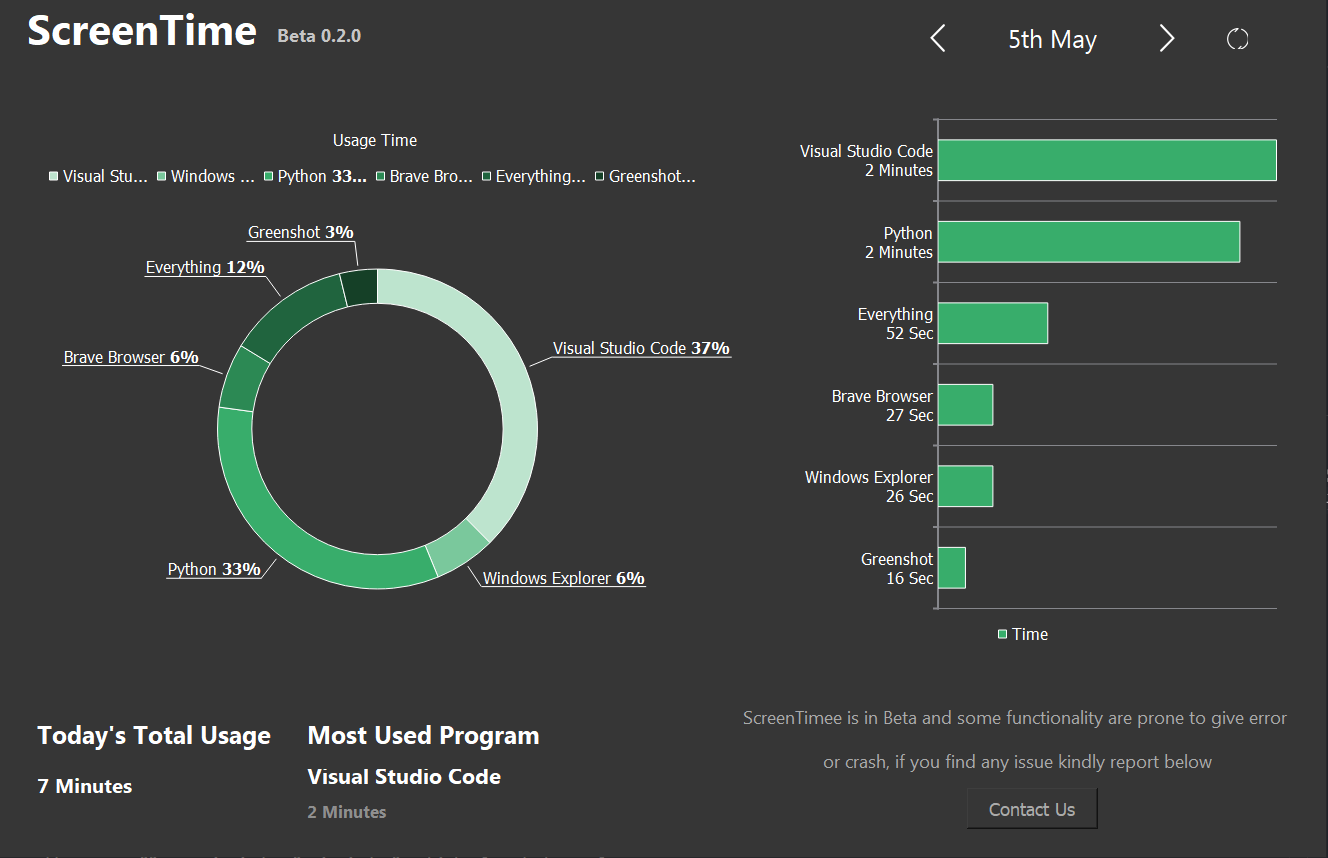 ScreenTime Beta 0.2.0
5th May
Usage Time
Visual Stu... Windows ... Python 33... Brave Bro... Everything... Greenshot...
Greenshot 3%
Everything 12%
Brave Browser 6%
Visual Studio Code 37%
Python 33%
Windows Explorer 6%
Visual Studio Code
2 Minutes
Python
2 Minutes
Everything
52 Sec
Brave Browser
27 Sec
Windows Explorer
26 Sec
Greenshot
16 Sec
Time
Today's Total Usage
7 Minutes
Most Used Program
Visual Studio Code
2 Minutes
ScreenTimee is in Beta and some functionality are prone to give error
or crash, if you find any issue kindly report below
Contact Us